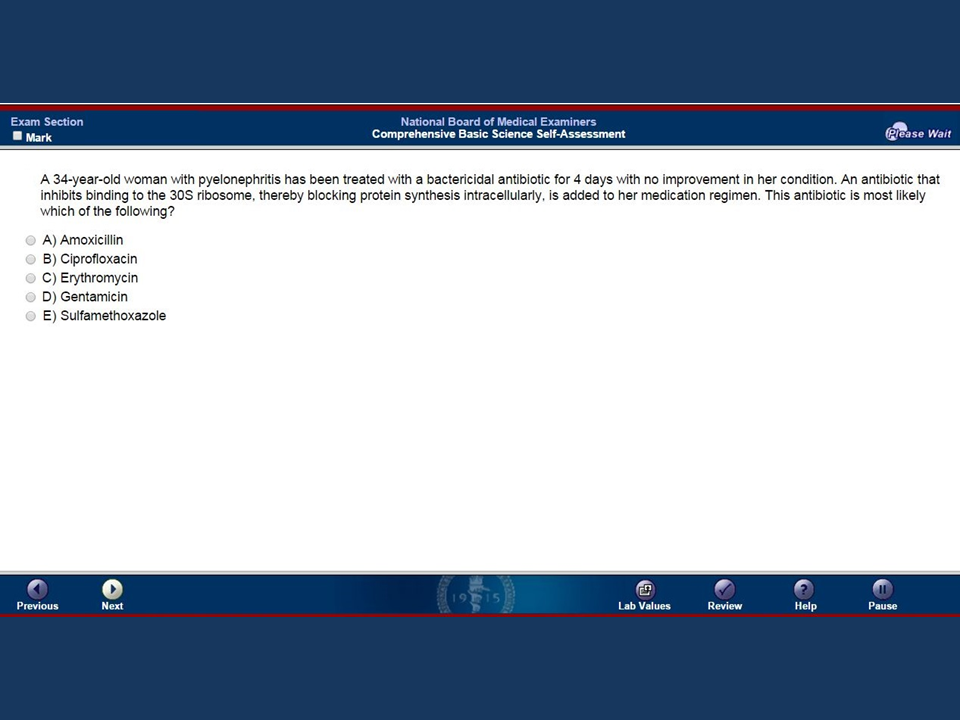 Exam Section
Mark
National Board of Medical Examiners
Comprehensive Basic Science Self-Assessment
Please Wait
A 34-year-old woman with pyelonephritis has been treated with a bactericidal antibiotic for 4 days with no improvement in her condition. An antibiotic that
inhibits binding to the 30S ribosome, thereby blocking protein synthesis intracellularly, is added to her medication regimen. This antibiotic is most likely
which of the following?
A) Amoxicillin
B) Ciprofloxacin
C) Erythromycin
D) Gentamicin
E) Sulfamethoxazole
1915
Previous
Next
Lab Values
Review
Help
Pause